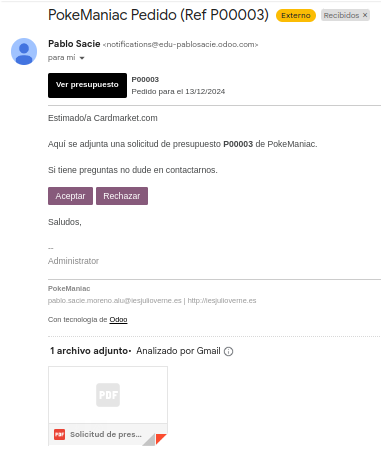 PokeManiac Pedido (Ref P00003) Externo Recibidos ×
Pablo Sacie <notifications@edu-pablosacie.odoo.com>
para mi
Ver presupuesto
P00003
Pedido para el 13/12/2024
Estimado/a Cardmarket.com
Aquí se adjunta una solicitud de presupuesto P00003 de PokeManiac.
Si tiene preguntas no dude en contactarnos.
Aceptar Rechazar
Saludos,
--
Administrator
PokeManiac
pablo.sacie.moreno.alu@iesjulioverne.es | http://iesjulioverne.es
Con tecnología de Odoo
1 archivo adjunto • Analizado por Gmail
PDF
PDF Solicitud de pres...